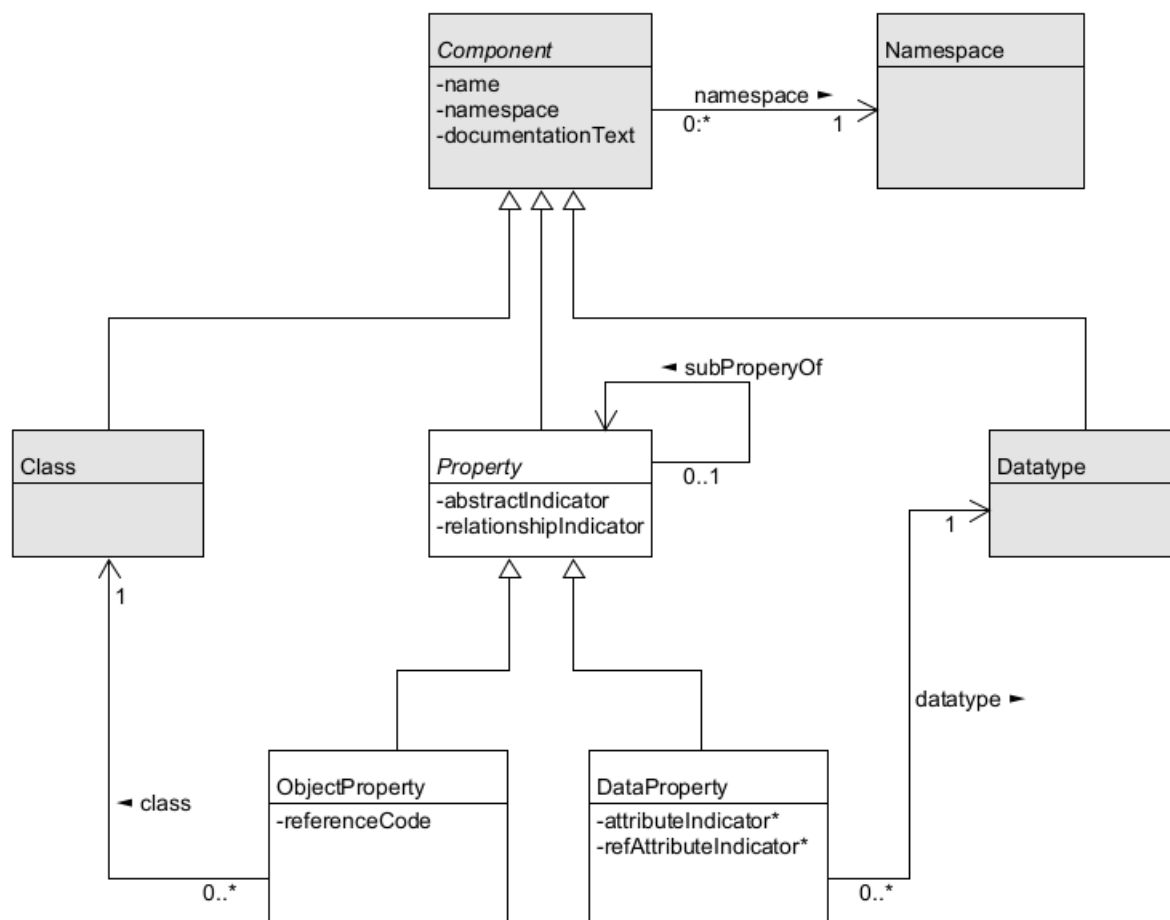 Component
-name
-namespace
-documentationText
namespace ►
0:*
1
Namespace
◄ subProperyOf
Class
Property
-abstractIndicator
-relationshipIndicator
0..1
Datatype
1
1
datatype ►
◄ class
ObjectProperty
-referenceCode
0..*
DataProperty
-attributeIndicator*
-refAttributeIndicator*
0..*